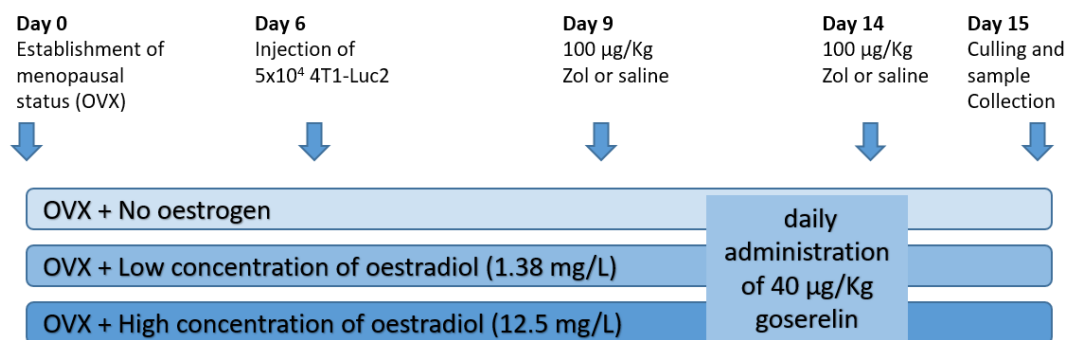 Day 0
Establishment of
menopausal
status (OVX)
Day 6
Injection of
5x10⁴ 4T1-Luc2
Day 9
100 µg/Kg
Zol or saline
Day 14
100 µg/Kg
Zol or saline
Day 15
Culling and
sample
Collection
OVX + No oestrogen
OVX + Low concentration of oestradiol (1.38 mg/L)
OVX + High concentration of oestradiol (12.5 mg/L)
daily
administration
of 40 µg/Kg
goserelin